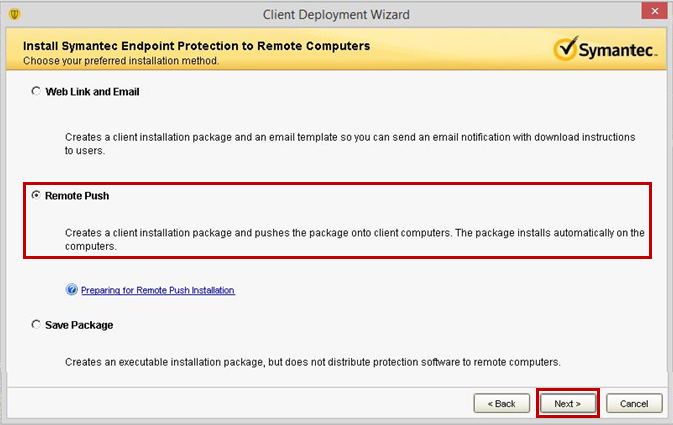 Client Deployment Wizard
Install Symantec Endpoint Protection to Remote Computers
Choose your preferred installation method.
Symantec.
Web Link and Email
Creates a client installation package and an email template so you can send an email notification with download instructions
to users.
Remote Push
Creates a client installation package and pushes the package onto client computers. The package installs automatically on the
computers.
Preparing for Remote Push Installation
Save Package
Creates an executable installation package, but does not distribute protection software to remote computers.
< Back
Next >
Cancel